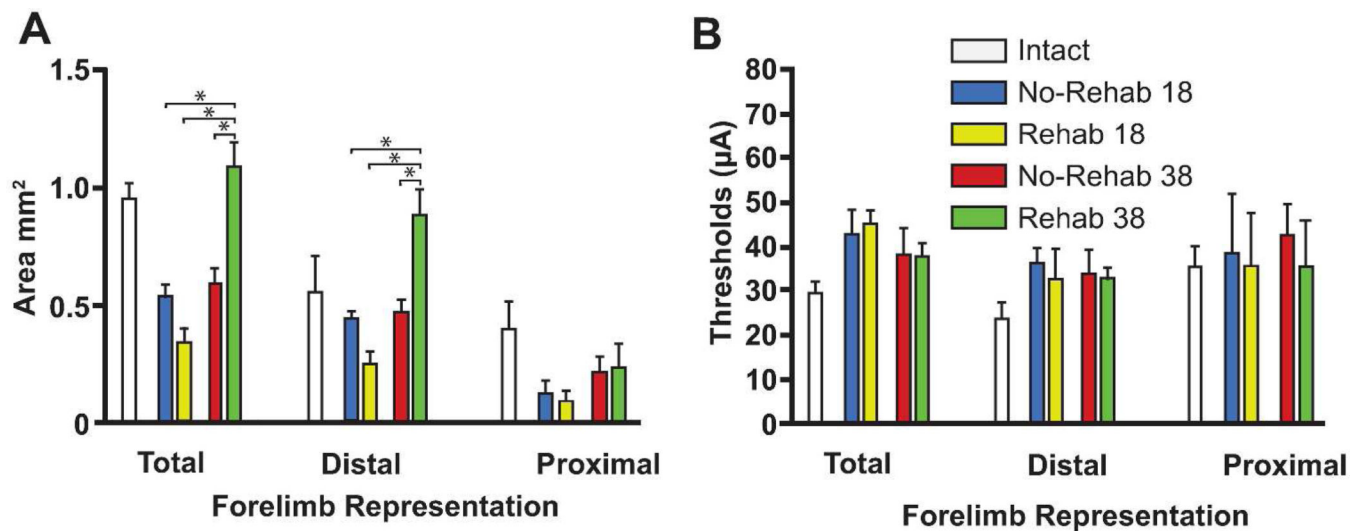 A
1.5
1.0
0.5
0
Area mm²
* * *
* * *
Total Distal Proximal
Forelimb Representation
B
Intact
No-Rehab 18
Rehab 18
No-Rehab 38
Rehab 38
80
70
60
50
40
30
20
10
0
Thresholds (µA)
Total Distal Proximal
Forelimb Representation